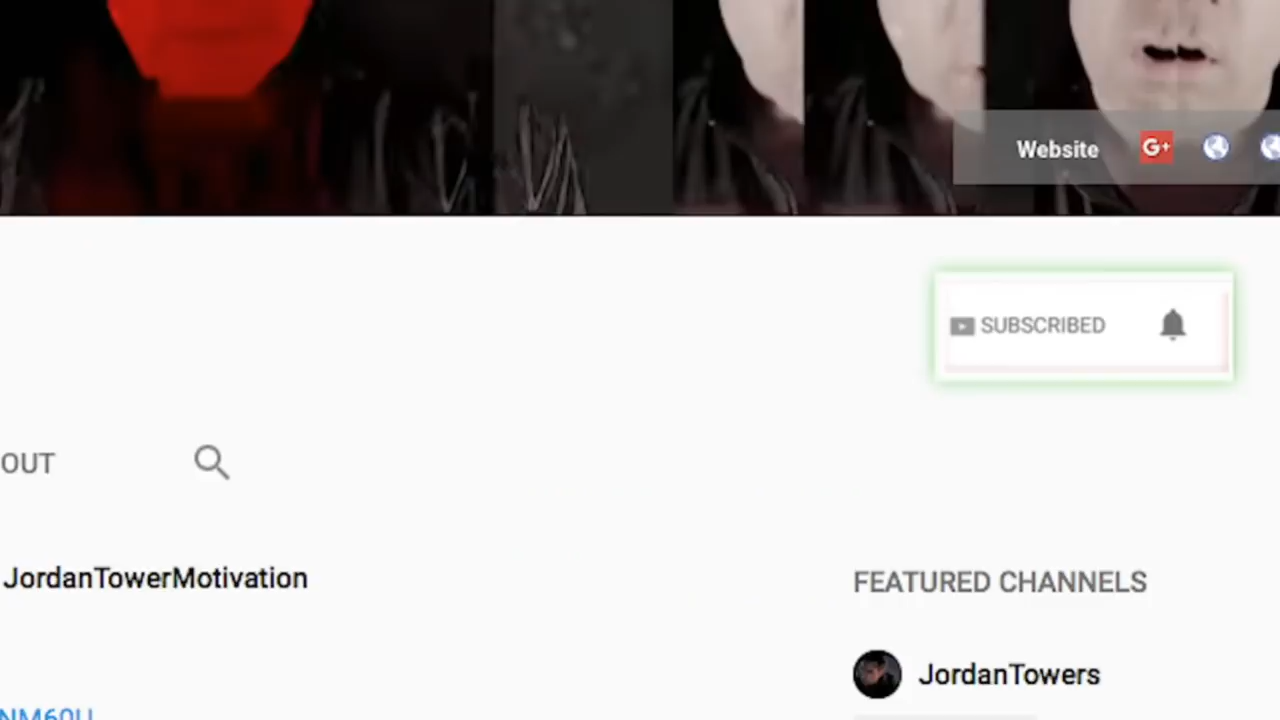 Website G+
SUBSCRIBED
OUT
JordanTowerMotivation
FEATURED CHANNELS
JordanTowers